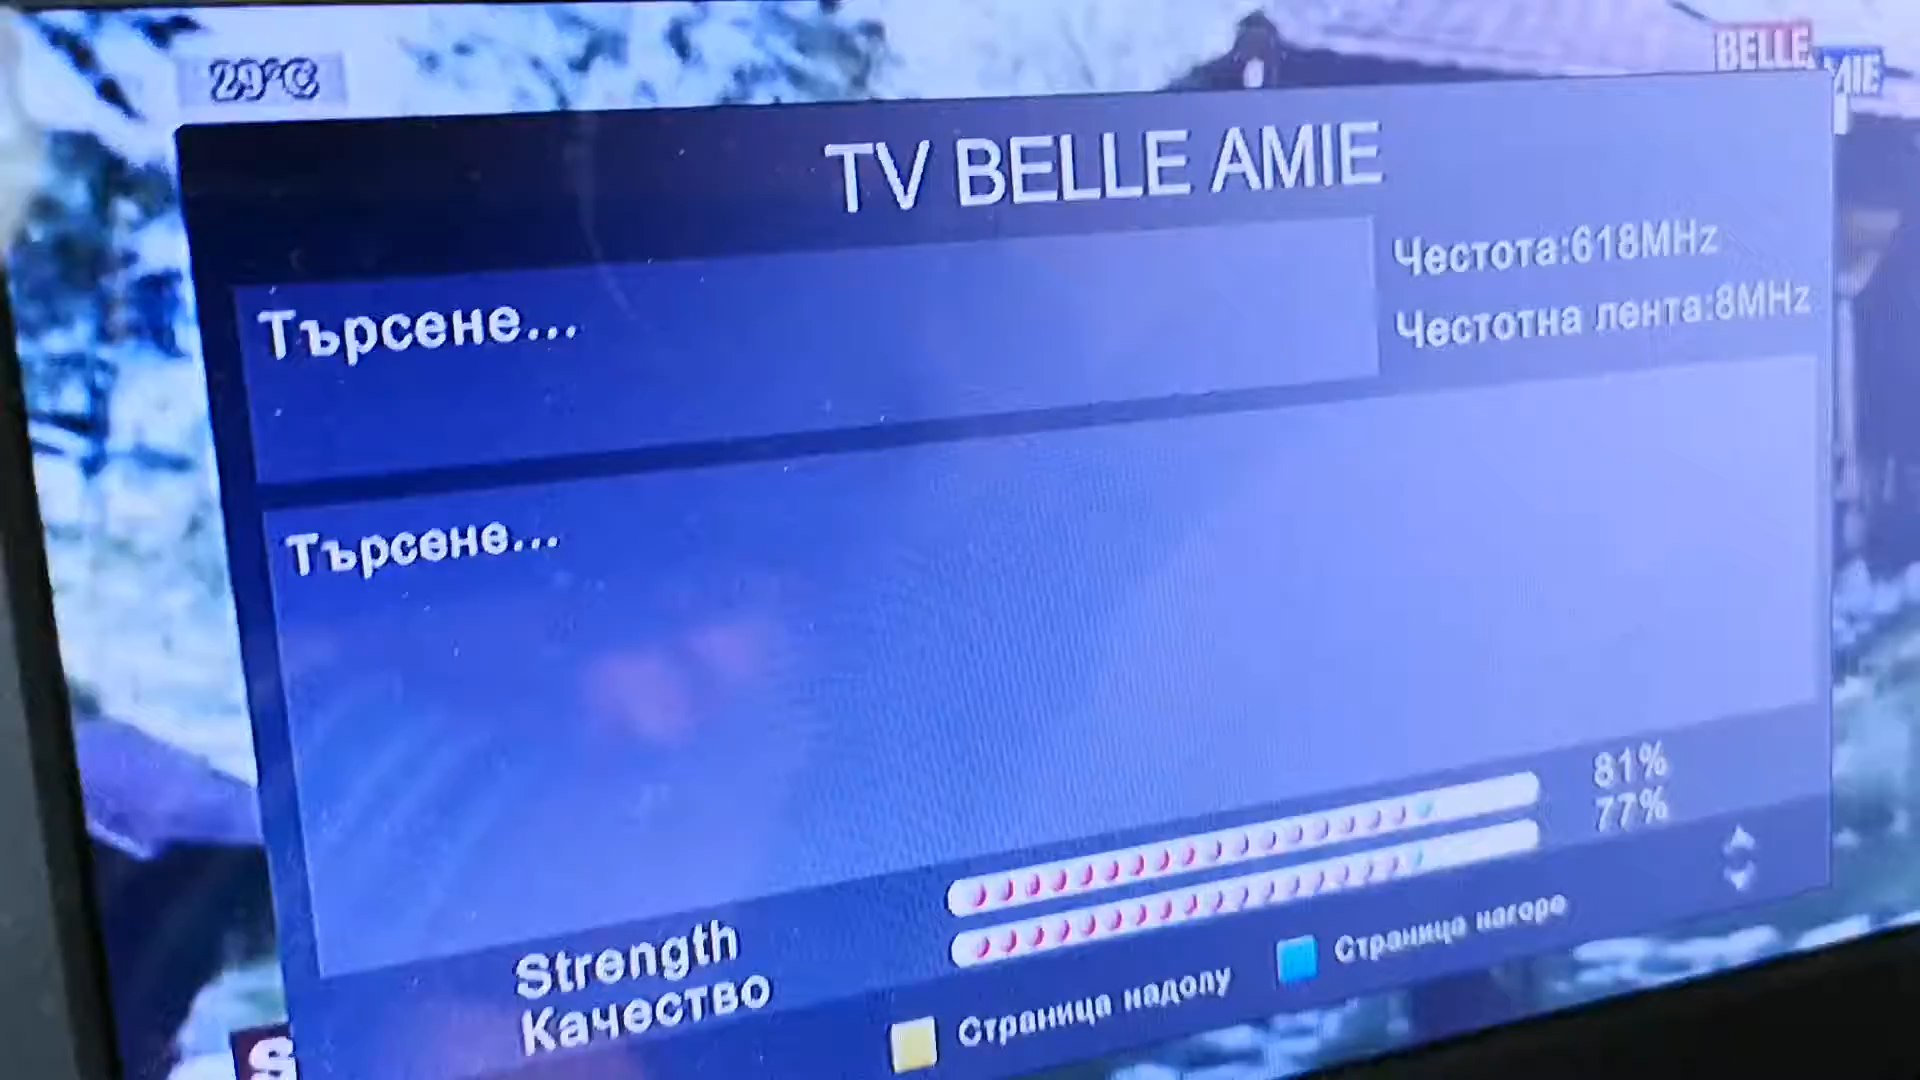 29°C
BELLE
TV BELLE AMIE
Търсене...
Честота:618MHz
Честотна лента:8MHz
Търсене...
Strength 81%
Качество 77%
Страница надолу
Страница нагоре